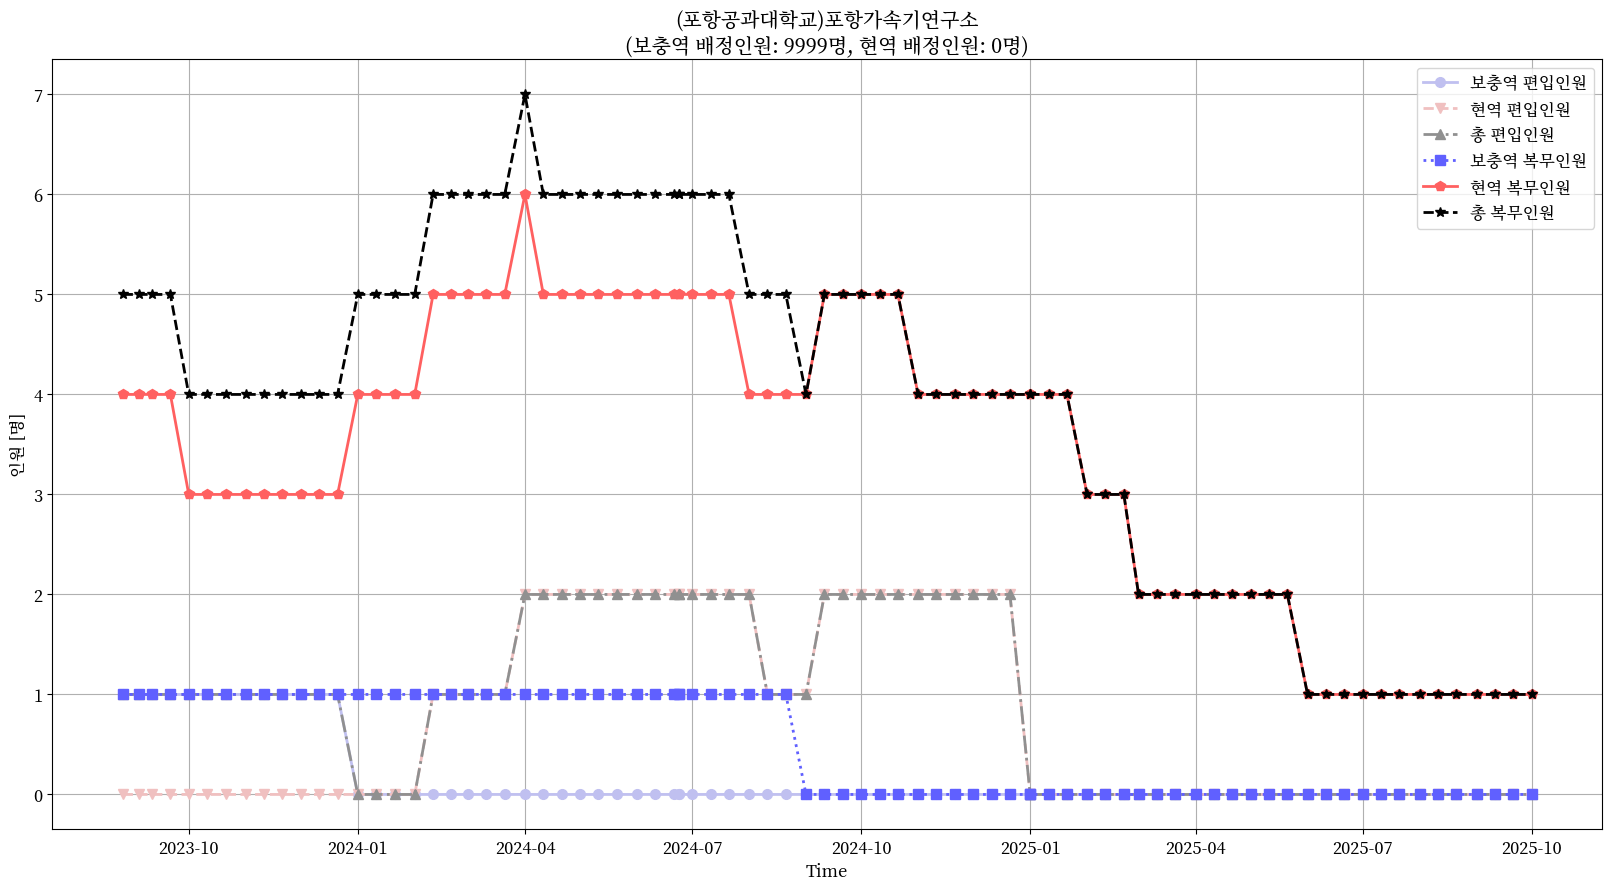 (포항공과대학교)포항가속기연구소
(보충역 배정인원: 9999명, 현역 배정인원: 0명)
보충역 편입인원
현역 편입인원
총 편입인원
보충역 복무인원
현역 복무인원
총 복무인원
인원 [명]
7
6
5
4
3
2
1
0
2023-10
2024-01
2024-04
2024-07
2024-10
2025-01
2025-04
2025-07
2025-10
Time